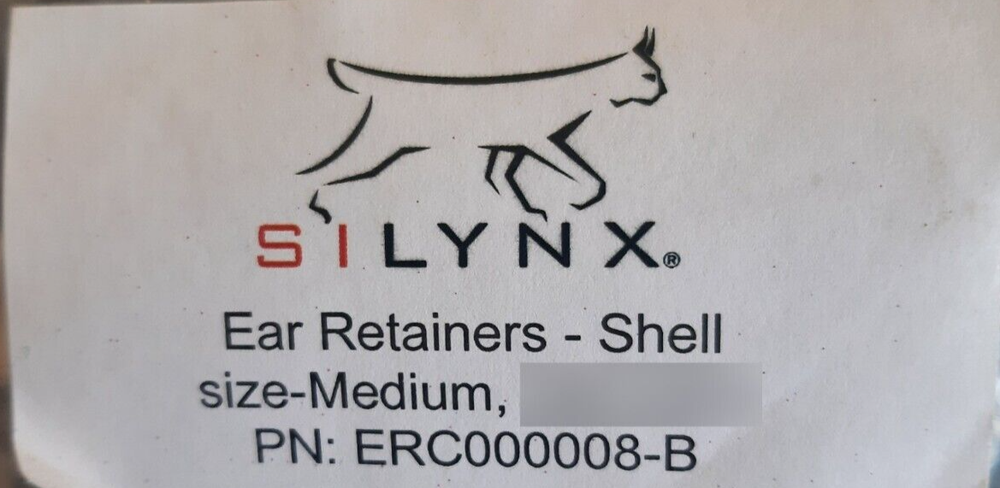 SILYNX®
Ear Retainers - Shell
size-Medium,
PN: ERC000008-B